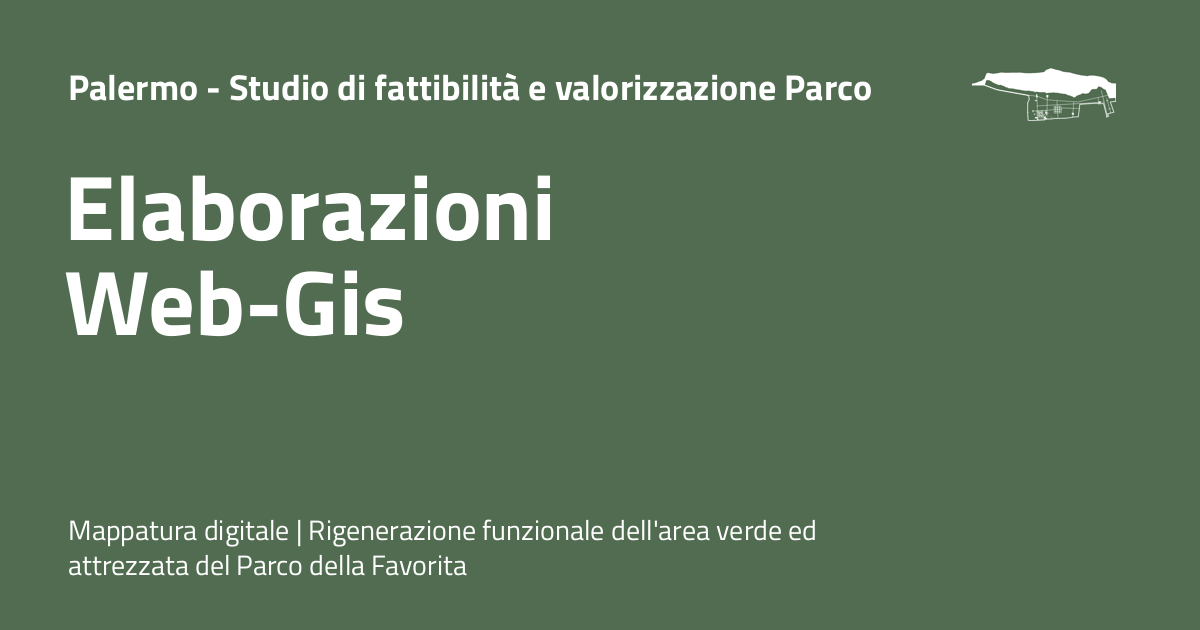 Palermo - Studio di fattibilità e valorizzazione Parco
Elaborazioni
Web-Gis
Mappatura digitale | Rigenerazione funzionale dell'area verde ed
attrezzata del Parco della Favorita